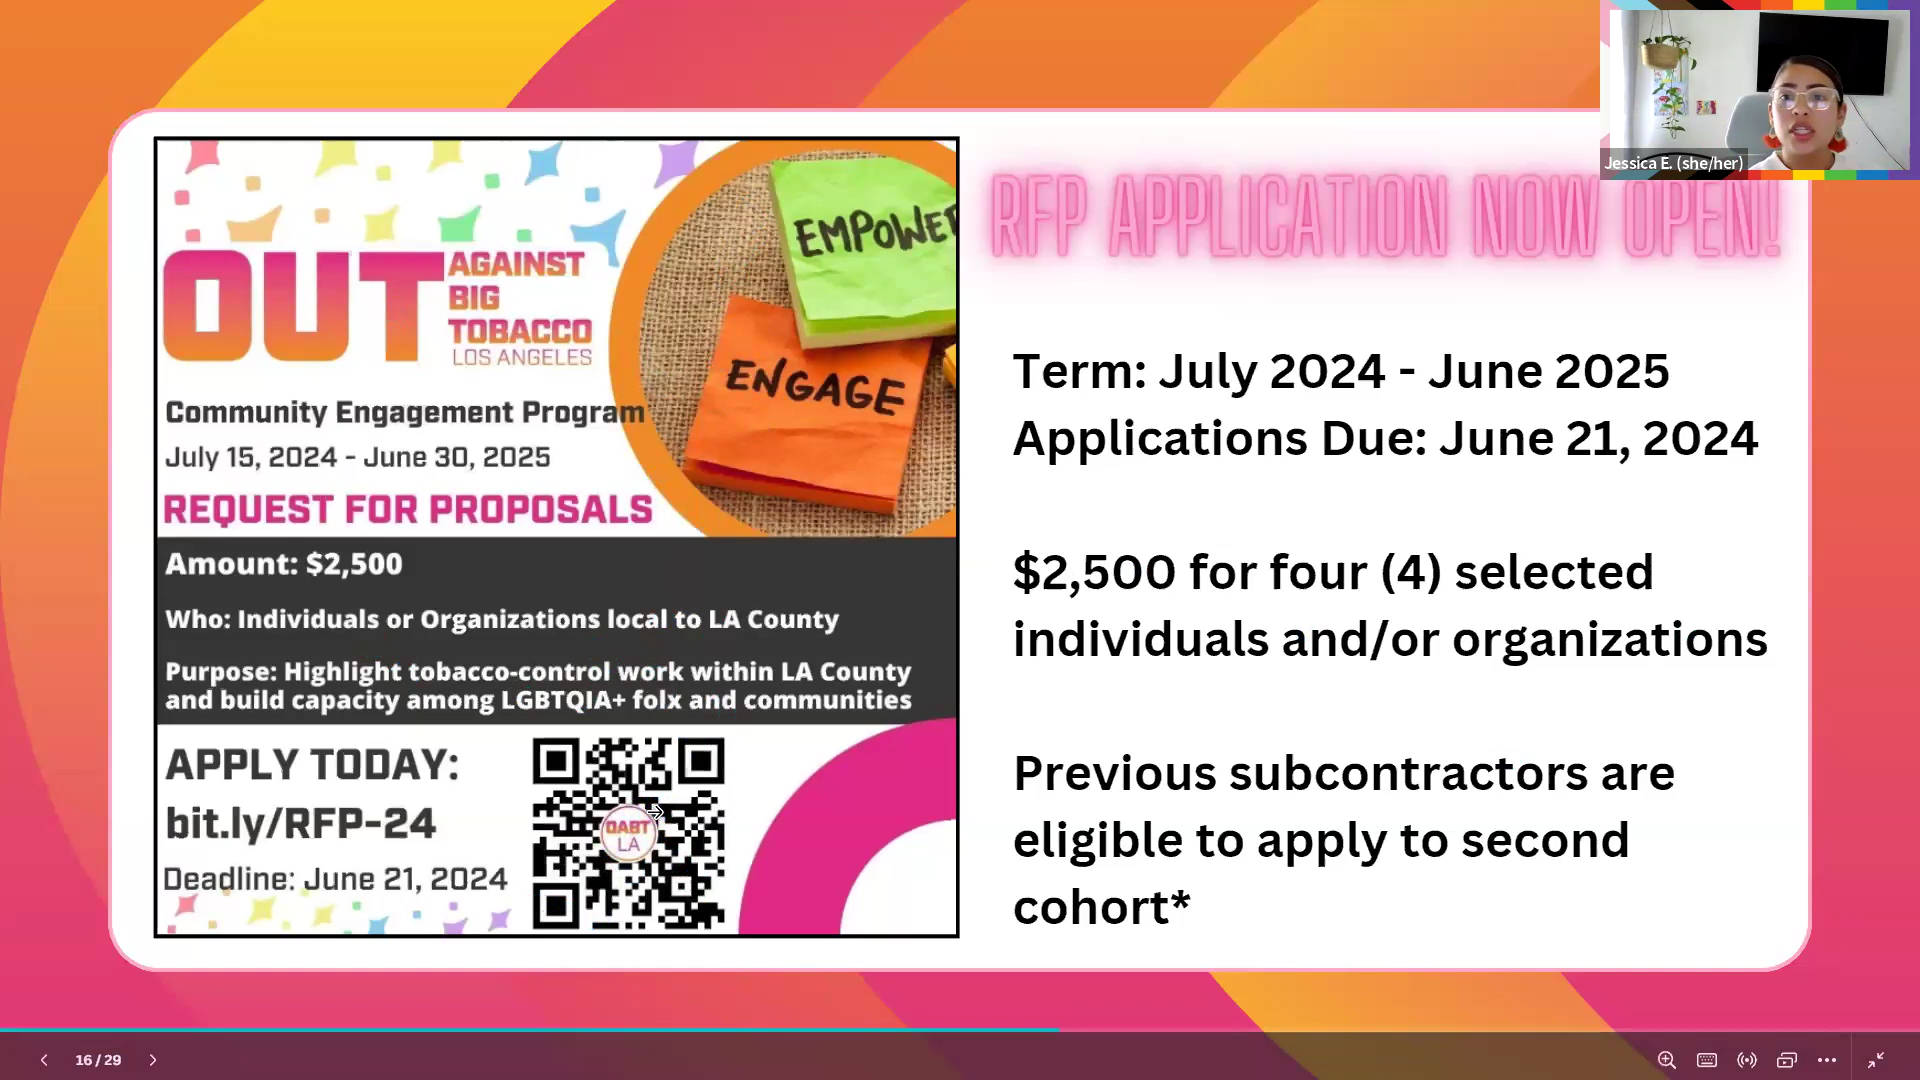 EMPOWE
ENGAGE
OUT
AGAINST
BIG
TOBACCO
LOS ANGELES
Community Engagement Program
July 15, 2024 - June 30, 2025
REQUEST FOR PROPOSALS
Amount: $2,500
Who: Individuals or Organizations local to LA County
Purpose: Highlight tobacco-control work within LA County
and build capacity among LGBTQIA+ folx and communities
APPLY TODAY:
bit.ly/RFP-24
Deadline: June 21, 2024
OABT
LA
RFP APPLICATION NOW OPEN!
Term: July 2024 - June 2025
Applications Due: June 21, 2024
$2,500 for four (4) selected
individuals and/or organizations
Previous subcontractors are
eligible to apply to second
cohort*
Jessica E. (she/her)
16 / 29